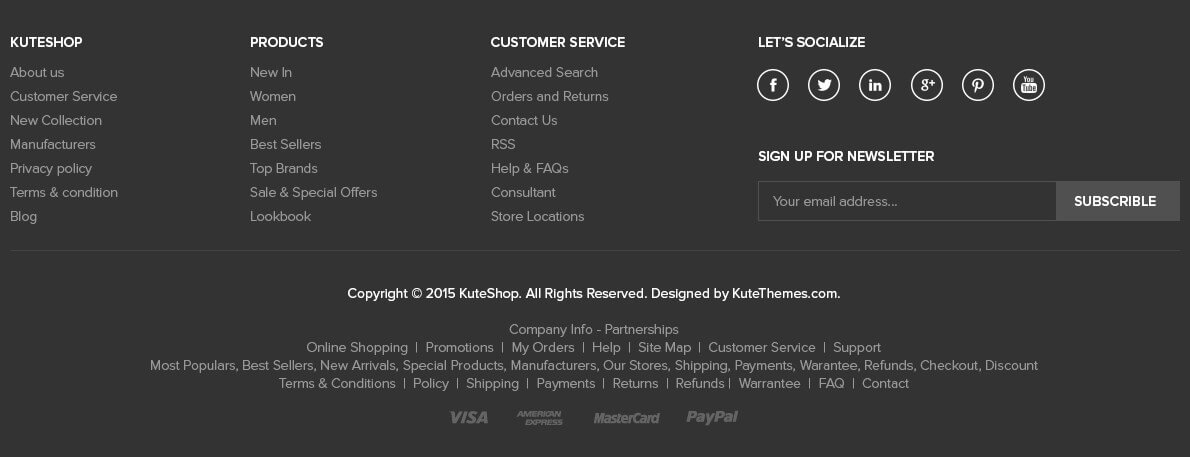 KUTESHOP
About us
Customer Service
New Collection
Manufacturers
Privacy policy
Terms & condition
Blog
PRODUCTS
New In
Women
Men
Best Sellers
Top Brands
Sale & Special Offers
Lookbook
CUSTOMER SERVICE
Advanced Search
Orders and Returns
Contact Us
RSS
Help & FAQs
Consultant
Store Locations
LET'S SOCIALIZE
f in g+ P You Tube
SIGN UP FOR NEWSLETTER
Your email address... SUBSCRIBLE
Copyright © 2015 KuteShop. All Rights Reserved. Designed by KuteThemes.com.
Company Info - Partnerships
Online Shopping | Promotions | My Orders | Help | Site Map | Customer Service | Support
Most Populars, Best Sellers, New Arrivals, Special Products, Manufacturers, Our Stores, Shipping, Payments, Warantee, Refunds, Checkout, Discount
Terms & Conditions | Policy | Shipping | Payments | Returns | Refunds | Warrantee | FAQ | Contact
VISA AMERICAN EXPRESS MasterCard PayPal